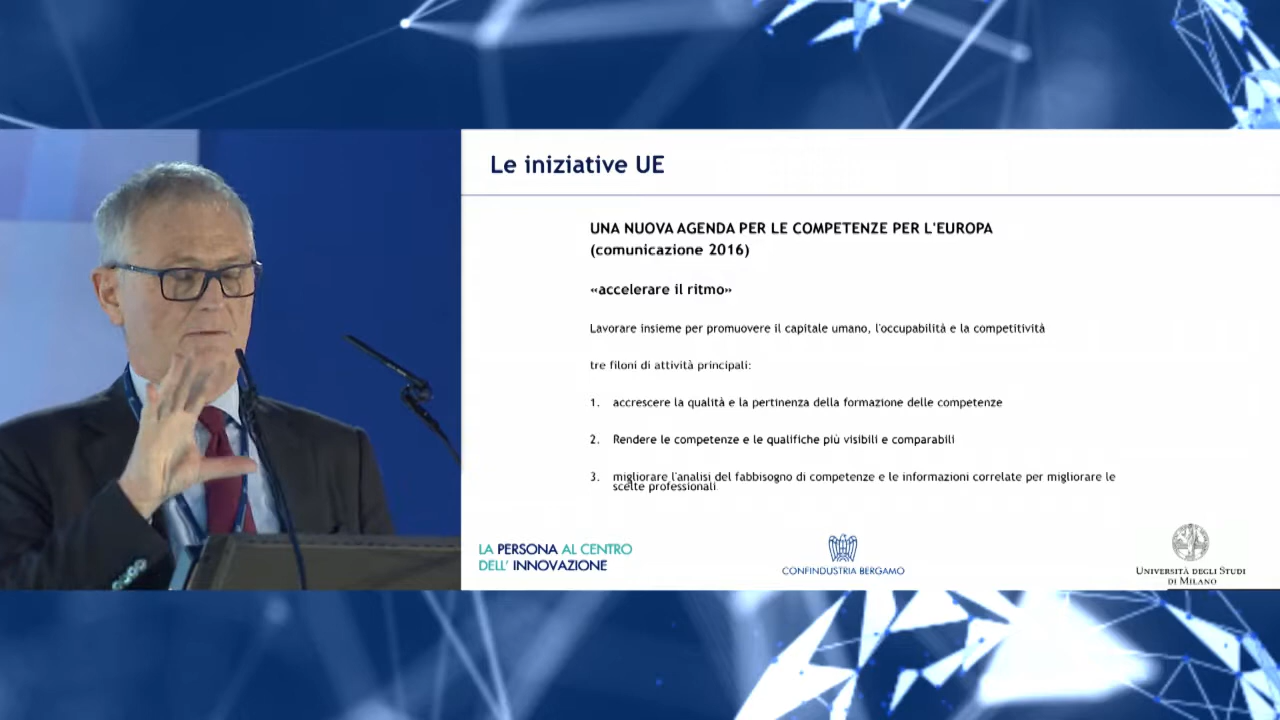 Le iniziative UE
UNA NUOVA AGENDA PER LE COMPETENZE PER L'EUROPA
(comunicazione 2016)
«accelerare il ritmo»
Lavorare insieme per promuovere il capitale umano, l'occupabilità e la competitività
tre filoni di attività principali:
1. accrescere la qualità e la pertinenza della formazione delle competenze
2. Rendere le competenze e le qualifiche più visibili e comparabili
3. migliorare l'analisi del fabbisogno di competenze e le informazioni correlate per migliorare le
scelte professionali
LA PERSONA AL CENTRO
DELL' INNOVAZIONE
CONFINDUSTRIA BERGAMO
UNIVERSITÀ DEGLI STUDI
DI MILANO